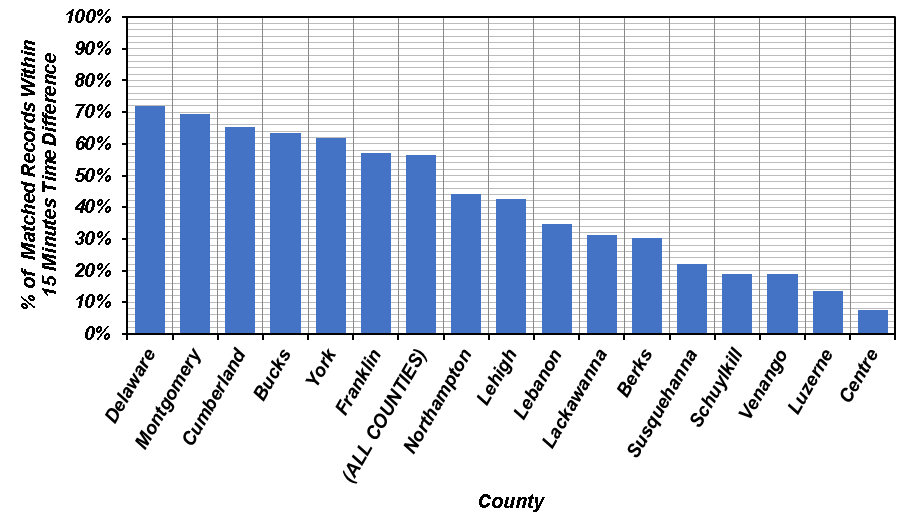 % of Matched Records Within
15 Minutes Time Difference
100%
90%
80%
70%
60%
50%
40%
30%
20%
10%
0%
Delaware
Montgomery
Cumberland
Bucks
York
Franklin
(ALL COUNTIES)
Northampton
Lehigh
Lebanon
Lackawanna
Berks
Susquehanna
Schuylkill
Venango
Luzerne
Centre
County